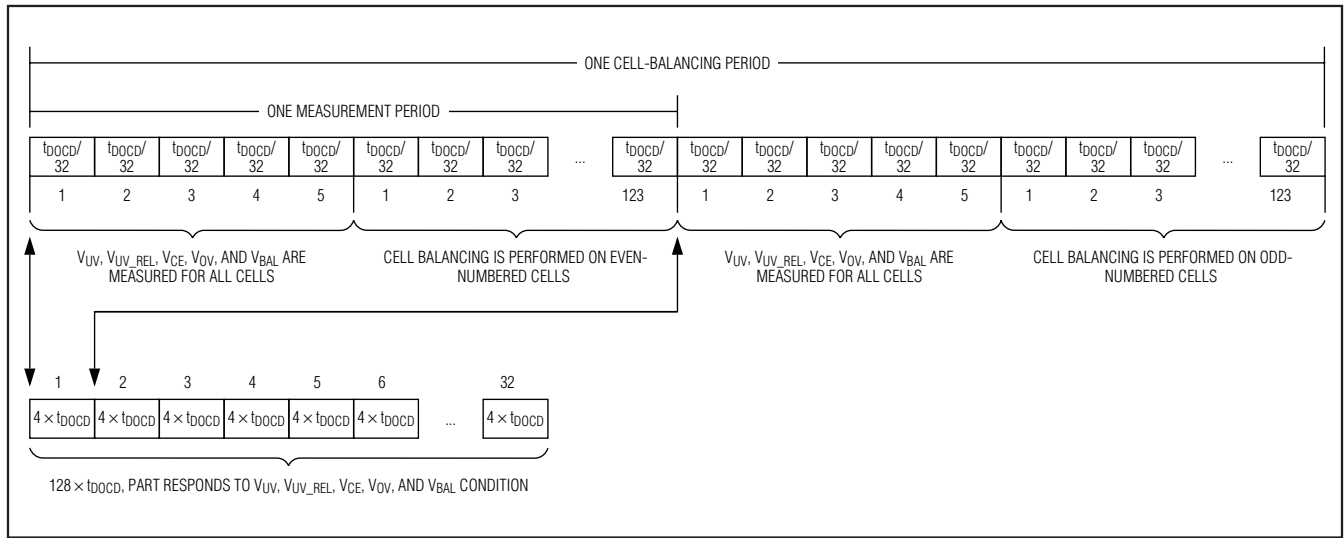 ONE CELL-BALANCING PERIOD
ONE MEASUREMENT PERIOD
tDOCD/ tDOCD/ tDOCD/ tDOCD/ tDOCD/ tDOCD/ tDOCD/ tDOCD/ ... tDOCD/ tDOCD/ tDOCD/ tDOCD/ tDOCD/ tDOCD/ tDOCD/ tDOCD/ tDOCD/ ... tDOCD/
32 32 32 32 32 32 32 32 32 32 32 32 32 32 32 32 32 32
1 2 3 4 5 1 2 3 123 1 2 3 4 5 1 2 3 123
VUV, VUV_REL, VCE, VOV, AND VBAL ARE
MEASURED FOR ALL CELLS
CELL BALANCING IS PERFORMED ON EVEN-
NUMBERED CELLS
VUV, VUV_REL, VCE, VOV, AND VBAL ARE
MEASURED FOR ALL CELLS
CELL BALANCING IS PERFORMED ON ODD-
NUMBERED CELLS
1 2 3 4 5 6 32
4 × tDOCD 4 × tDOCD 4 × tDOCD 4 × tDOCD 4 × tDOCD 4 × tDOCD ... 4 × tDOCD
128 × tDOCD, PART RESPONDS TO VUV, VUV_REL, VCE, VOV, AND VBAL CONDITION